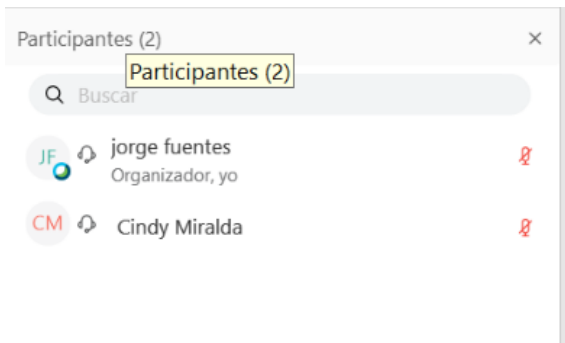 Participantes (2)
Participantes (2)
Buscar
JF
jorge fuentes
Organizador, yo
CM
Cindy Miralda